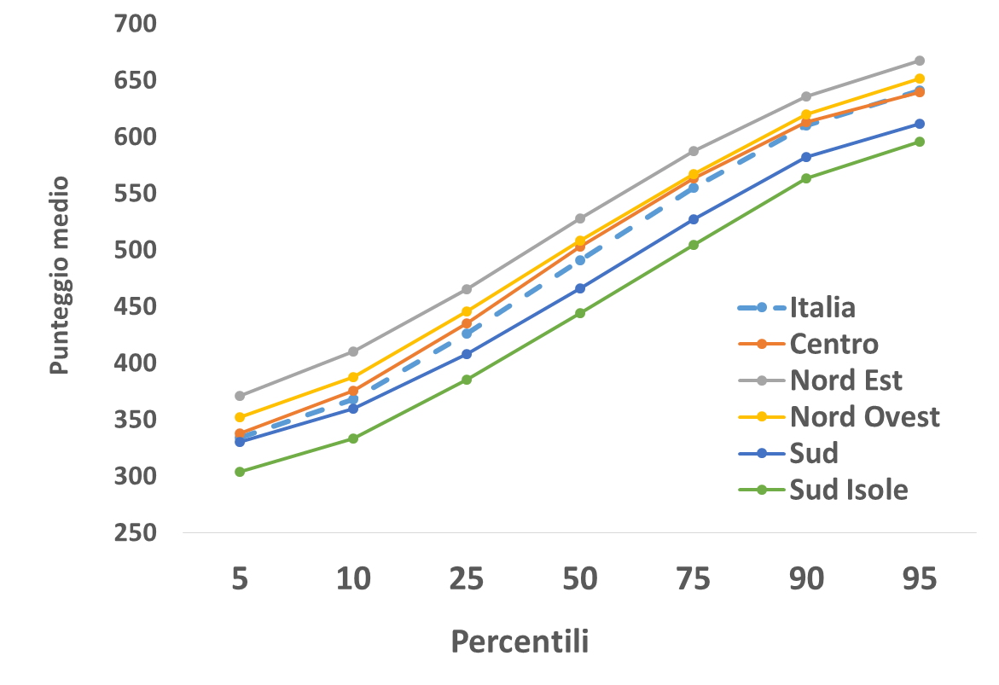 700
650
600
550
500
450
400
350
300
250
Punteggio medio
Italia
Centro
Nord Est
Nord Ovest
Sud
Sud Isole
5 10 25 50 75 90 95
Percentili